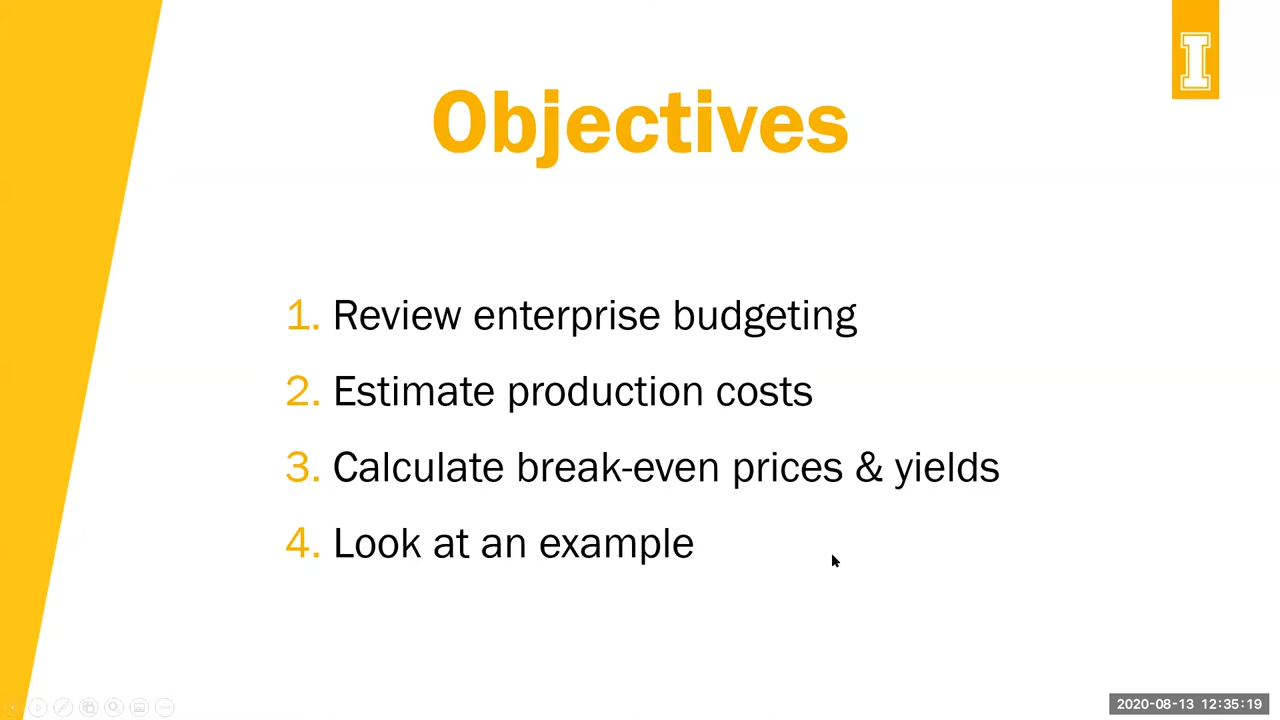 I
Objectives
1. Review enterprise budgeting
2. Estimate production costs
3. Calculate break-even prices & yields
4. Look at an example
2020-08-13 12:35:19